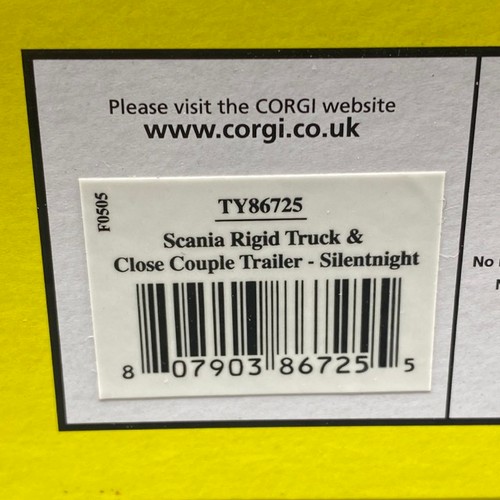 Please visit the CORGI website
www.corgi.co.uk
F0505
TY86725
Scania Rigid Truck &
Close Couple Trailer - Silentnight
8 07903 86725 5
No